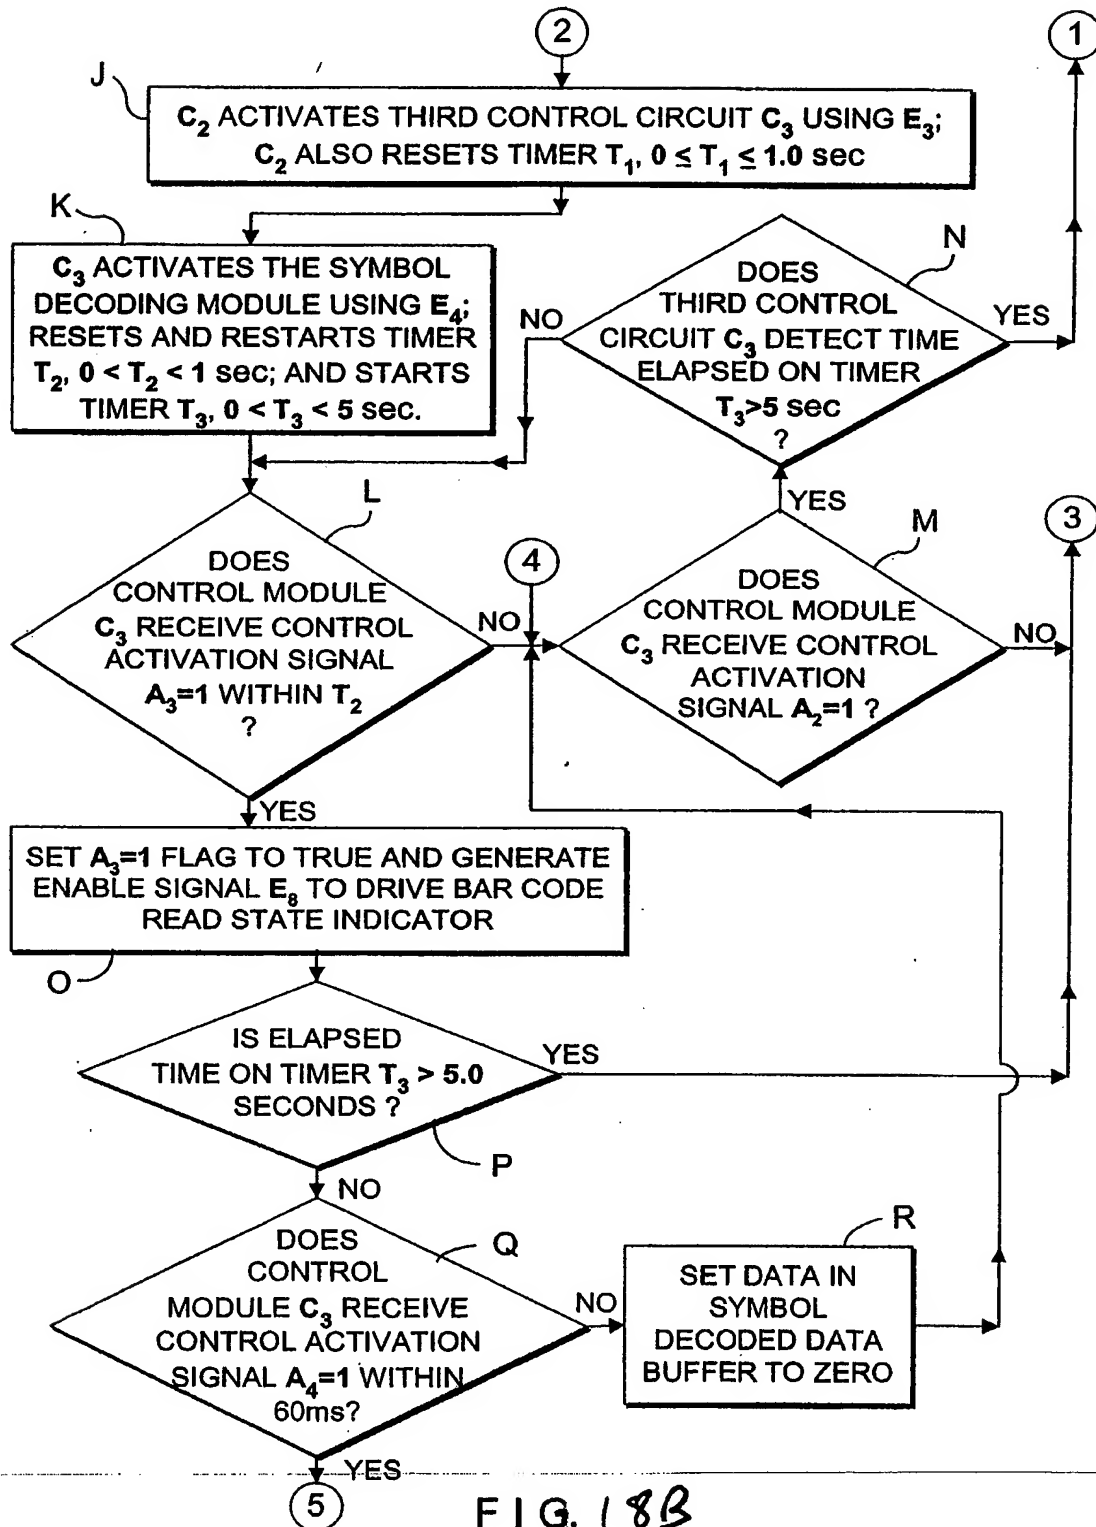 2
1
J
C₂ ACTIVATES THIRD CONTROL CIRCUIT C₃ USING E₃;
C₂ ALSO RESETS TIMER T₁, 0 ≤ T₁ ≤ 1.0 sec
K
C₃ ACTIVATES THE SYMBOL
DECODING MODULE USING E₄;
RESETS AND RESTARTS TIMER
T₂, 0 < T₂ < 1 sec; AND STARTS
TIMER T₃, 0 < T₃ < 5 sec.
N
DOES
THIRD CONTROL
CIRCUIT C₃ DETECT TIME
ELAPSED ON TIMER
T₃>5 sec
?
NO
YES
L
DOES
CONTROL MODULE
C₃ RECEIVE CONTROL
ACTIVATION SIGNAL
A₃=1 WITHIN T₂
?
NO
4
YES
M
DOES
CONTROL MODULE
C₃ RECEIVE CONTROL
ACTIVATION
SIGNAL A₂=1 ?
NO
3
YES
SET A₃=1 FLAG TO TRUE AND GENERATE
ENABLE SIGNAL E₈ TO DRIVE BAR CODE
READ STATE INDICATOR
O
IS ELAPSED
TIME ON TIMER T₃ > 5.0
SECONDS ?
YES
P
NO
DOES
CONTROL
MODULE C₃ RECEIVE
CONTROL ACTIVATION
SIGNAL A₄=1 WITHIN
60ms?
Q
NO
R
SET DATA IN
SYMBOL
DECODED DATA
BUFFER TO ZERO
YES
5
FIG. 18B